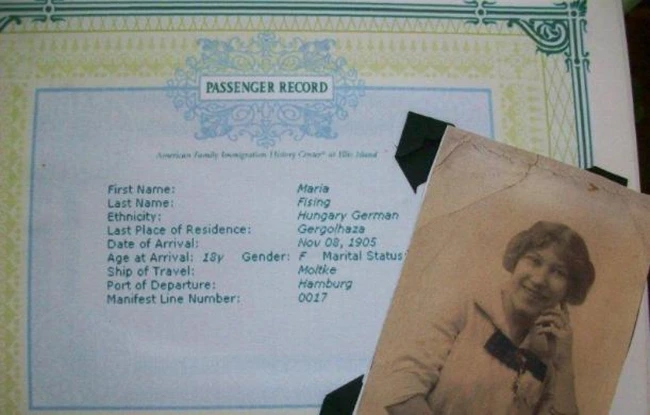 PASSENGER RECORD
American Family Immigration History Center® at Ellis Island
First Name: Maria
Last Name: Fising
Ethnicity: Hungary German
Last Place of Residence: Gergolhaza
Date of Arrival: Nov 08, 1905
Age at Arrival: 18y Gender: F Marital Status:
Ship of Travel: Moltke
Port of Departure: Hamburg
Manifest Line Number: 0017